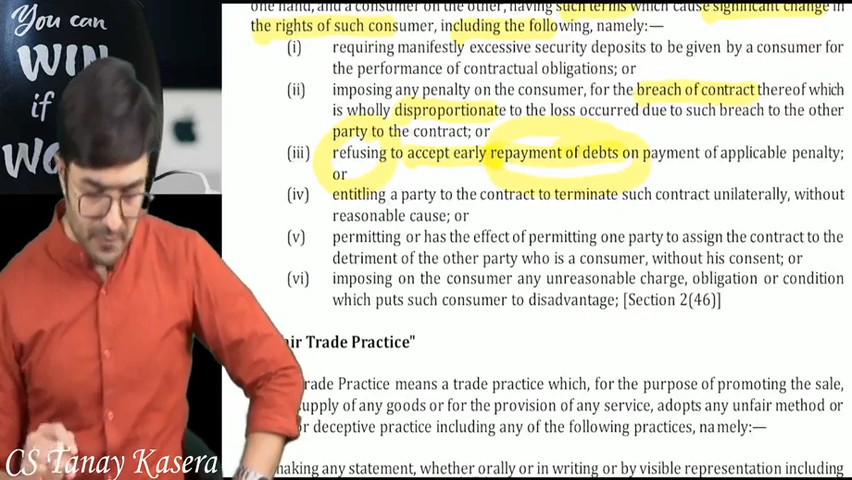 You can
WIN
if
one hand, and a consumer on the other, having such terms which cause significant change in
the rights of such consumer, including the following, namely:—
(i) requiring manifestly excessive security deposits to be given by a consumer for
the performance of contractual obligations; or
(ii) imposing any penalty on the consumer, for the breach of contract thereof which
is wholly disproportionate to the loss occurred due to such breach to the other
party to the contract; or
(iii) refusing to accept early repayment of debts on payment of applicable penalty;
or
(iv) entitling a party to the contract to terminate such contract unilaterally, without
reasonable cause; or
(v) permitting or has the effect of permitting one party to assign the contract to the
detriment of the other party who is a consumer, without his consent; or
(vi) imposing on the consumer any unreasonable charge, obligation or condition
which puts such consumer to disadvantage; [Section 2(46)]
Trade Practice"
Trade Practice means a trade practice which, for the purpose of promoting the sale,
supply of any goods or for the provision of any service, adopts any unfair method or
or deceptive practice including any of the following practices, namely:—
making any statement, whether orally or in writing or by visible representation including
CS Tanay Kasera